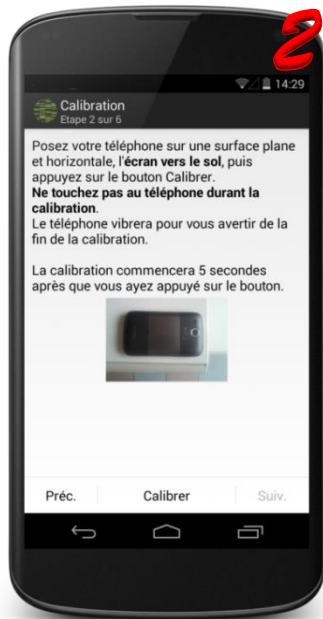 2
14:29
Calibration
Etape 2 sur 6
Posez votre téléphone sur une surface plane
et horizontale, l'écran vers le sol, puis
appuyez sur le bouton Calibrer.
Ne touchez pas au téléphone durant la
calibration.
Le téléphone vibrera pour vous avertir de la
fin de la calibration.
La calibration commencera 5 secondes
après que vous ayez appuyé sur le bouton.
Préc. Calibrer Suiv.